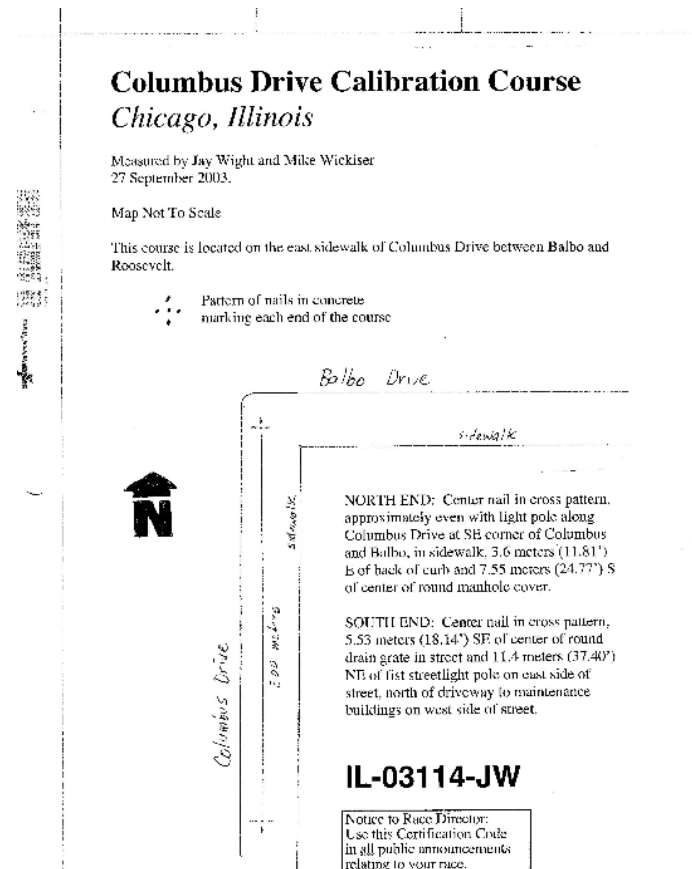 Columbus Drive Calibration Course
Chicago, Illinois
Measured by Jay Wight and Mike Wickiser
27 September 2003.
Map Not To Scale
This course is located on the east sidewalk of Columbus Drive between Balbo and
Roosevelt.
Pattern of nails in concrete
marking each end of the course
Balbo Drive
sidewalk
sidewalk
N
NORTH END: Center nail in cross pattern,
approximately even with light pole along
Columbus Drive at SE corner of Columbus
and Balbo, in sidewalk, 3.6 meters (11.81')
E of back of curb and 7.55 meters (24.77') S
of center of round manhole cover.
SOUTH END: Center nail in cross pattern,
5.53 meters (18.14') SE of center of round
drain grate in street and 11.4 meters (37.40')
NE of fist streetlight pole on east side of
street, north of driveway to maintenance
buildings on west side of street.
Columbus Drive
300 meters
IL-03114-JW
Notice to Race Director:
Use this Certification Code
in all public announcements
relating to your race.